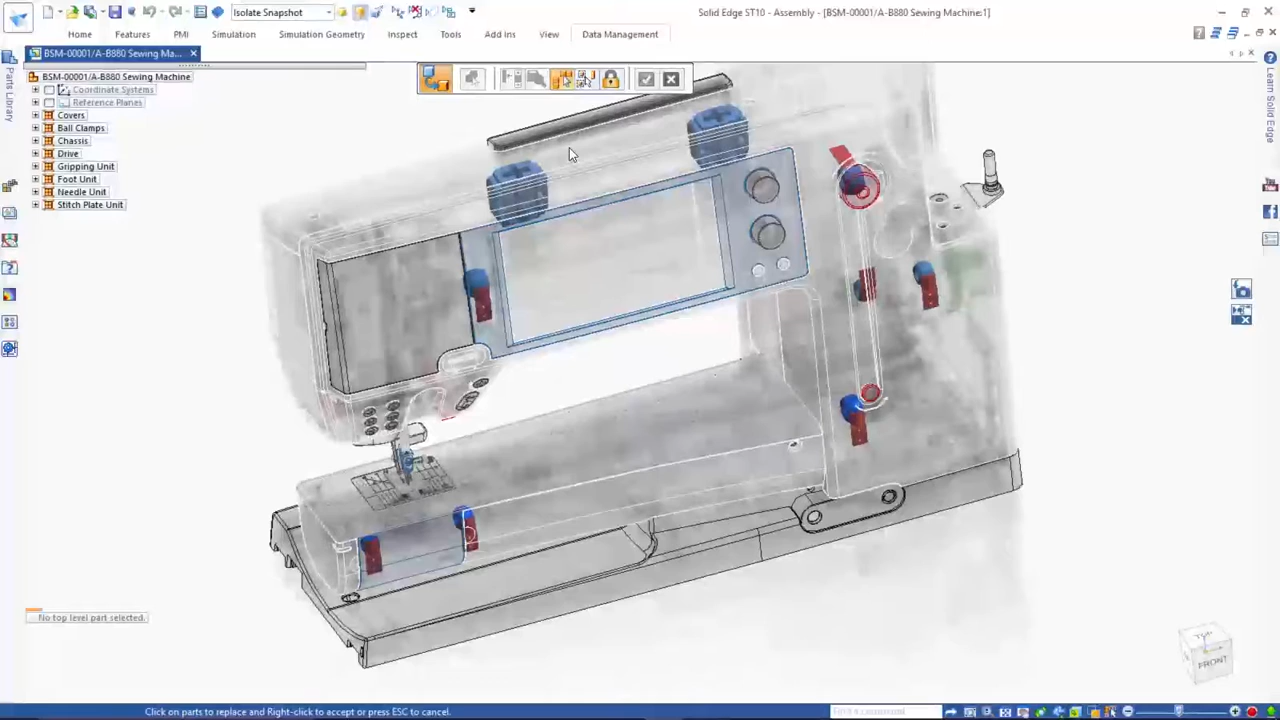 Isolate Snapshot
Solid Edge ST10 - Assembly - [BSM-00001/A-B880 Sewing Machine:1]
Home
Features
PMI
Simulation
Simulation Geometry
Inspect
Tools
Add ins
View
Data Management
BSM-00001/A-B880 Sewing Ma...
BSM-00001/A-B880 Sewing Machine
Coordinate Systems
Reference Planes
Covers
Ball Clamps
Chassis
Drive
Gripping Unit
Foot Unit
Needle Unit
Stitch Plate Unit
Parts Library
Learn Solid Edge
No top level part selected.
TOP
FRONT
Click on parts to replace and Right-click to accept or press ESC to cancel.